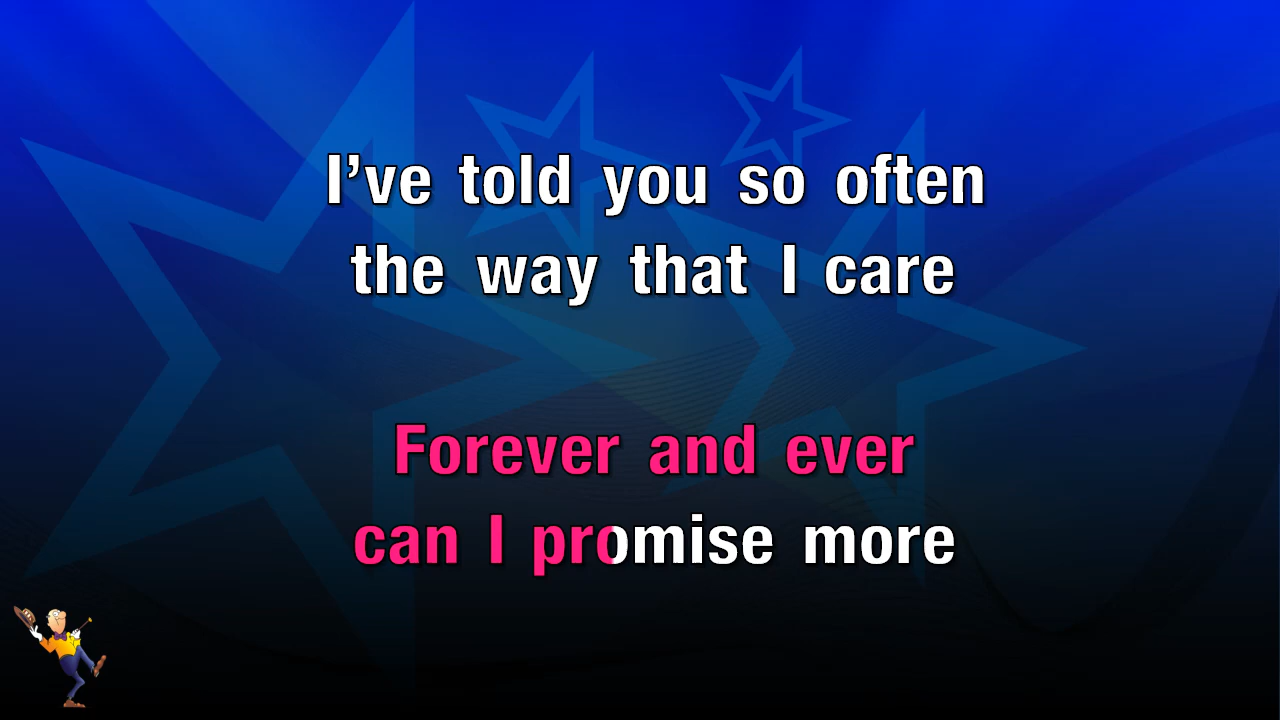 I’ve told you so often
the way that I care
Forever and ever
can I promise more